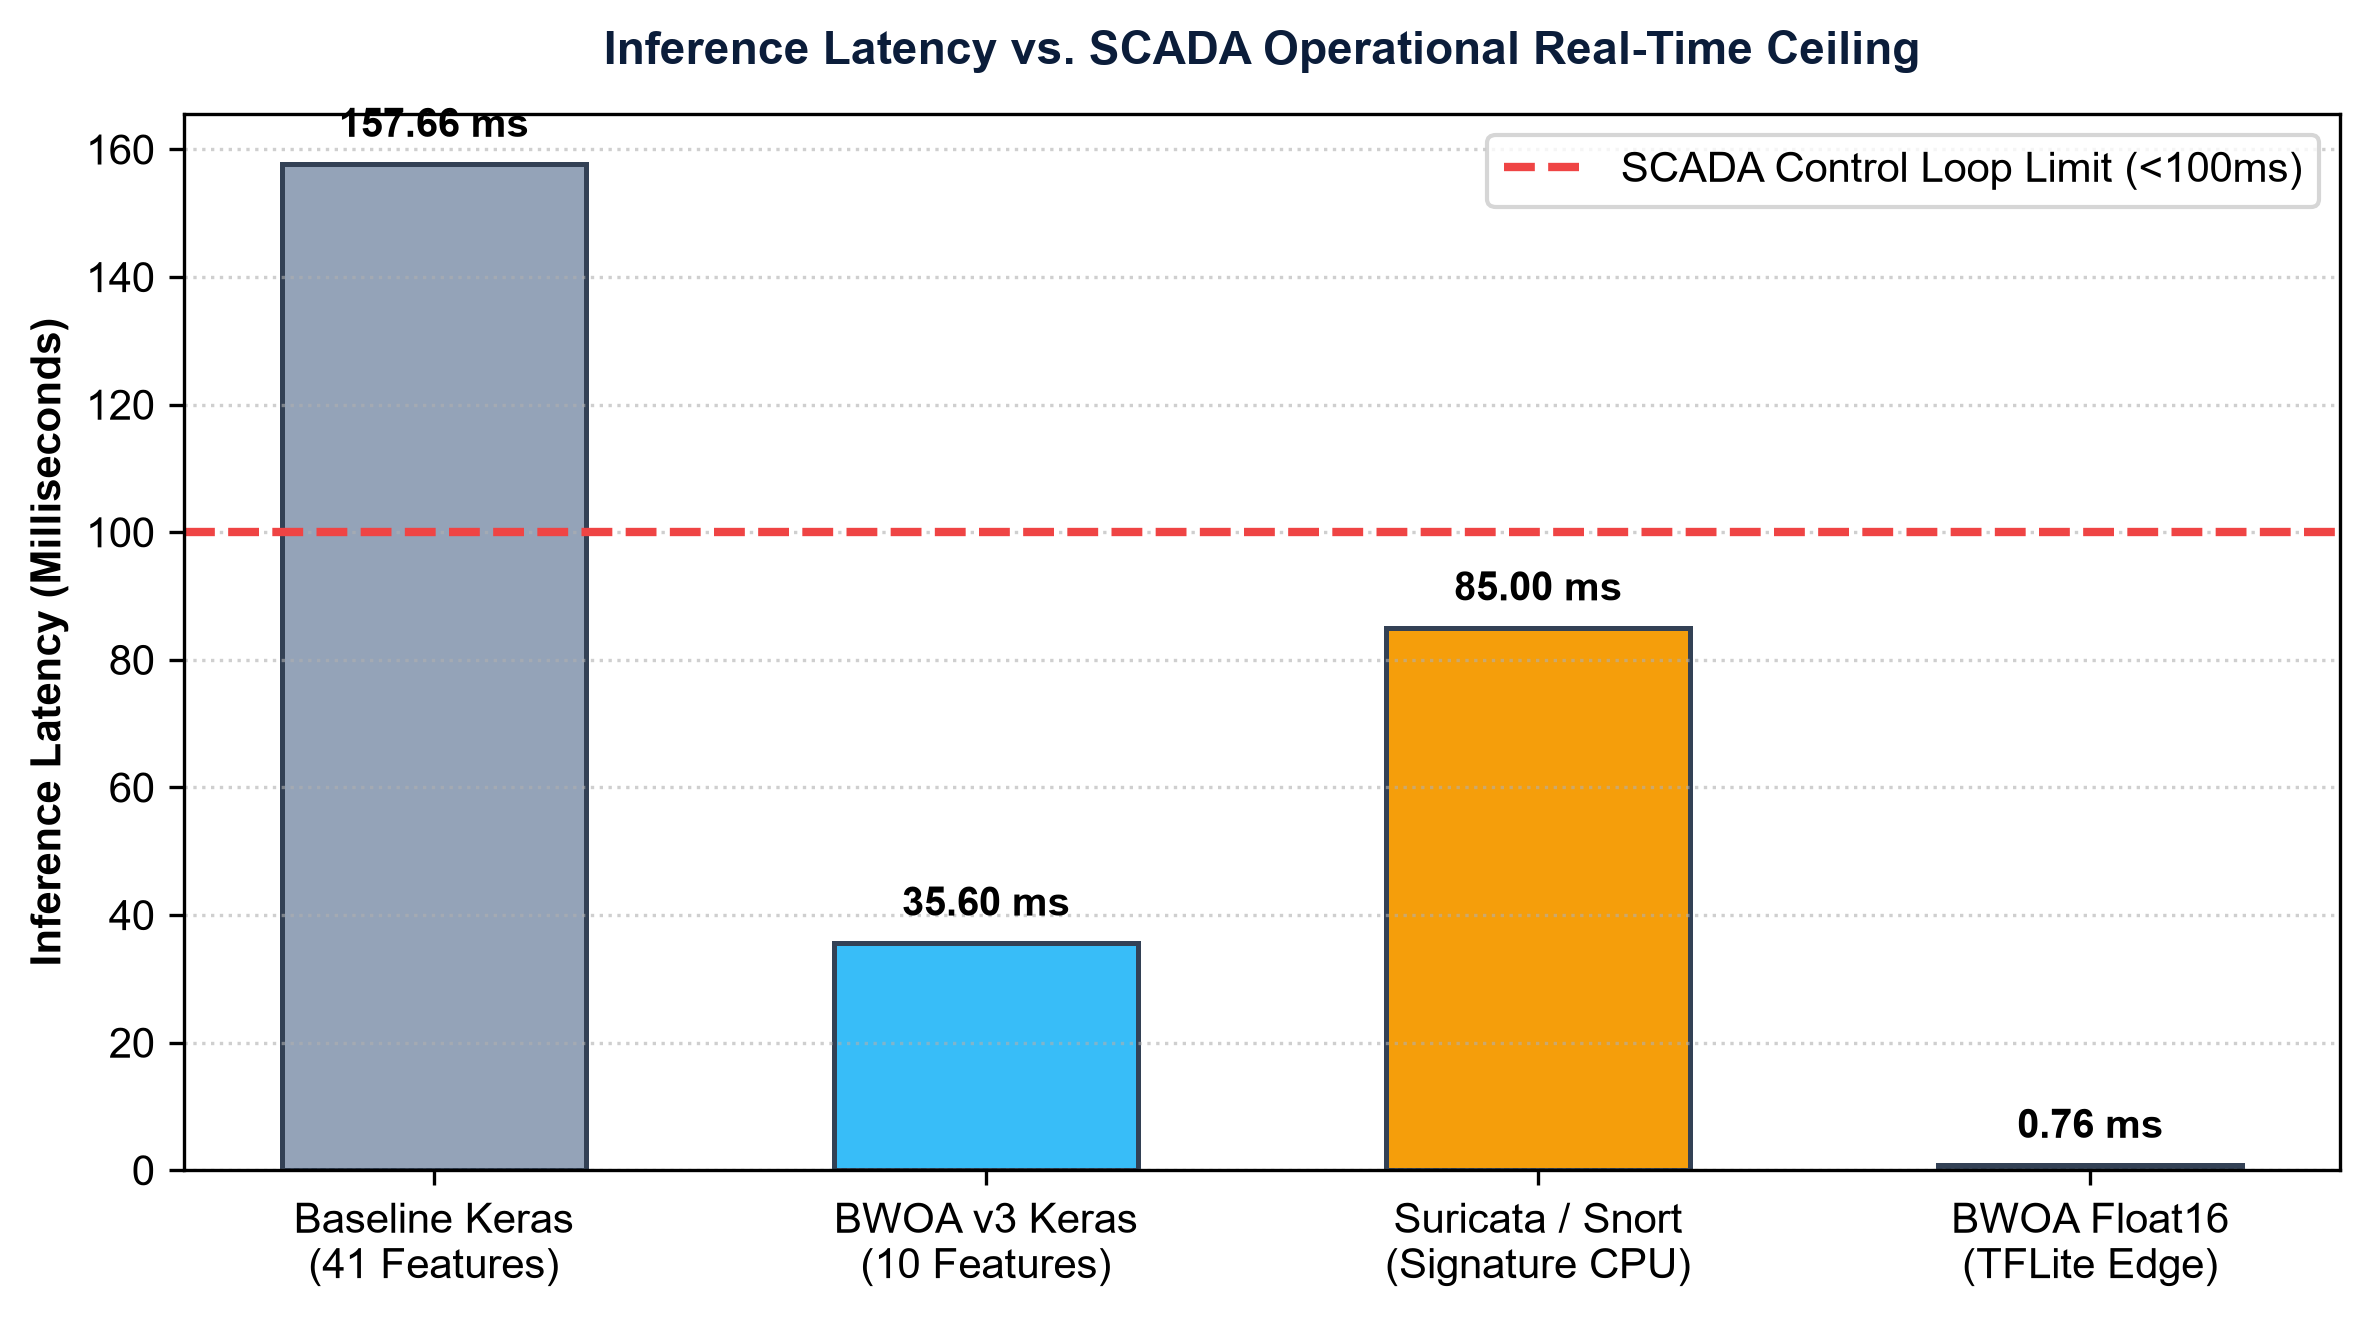 Inference Latency vs. SCADA Operational Real-Time Ceiling
157.66 ms
SCADA Control Loop Limit (<100ms)
160
140
120
100
80
60
40
20
0
Inference Latency (Milliseconds)
85.00 ms
35.60 ms
0.76 ms
Baseline Keras
(41 Features)
BWOA v3 Keras
(10 Features)
Suricata / Snort
(Signature CPU)
BWOA Float16
(TFLite Edge)